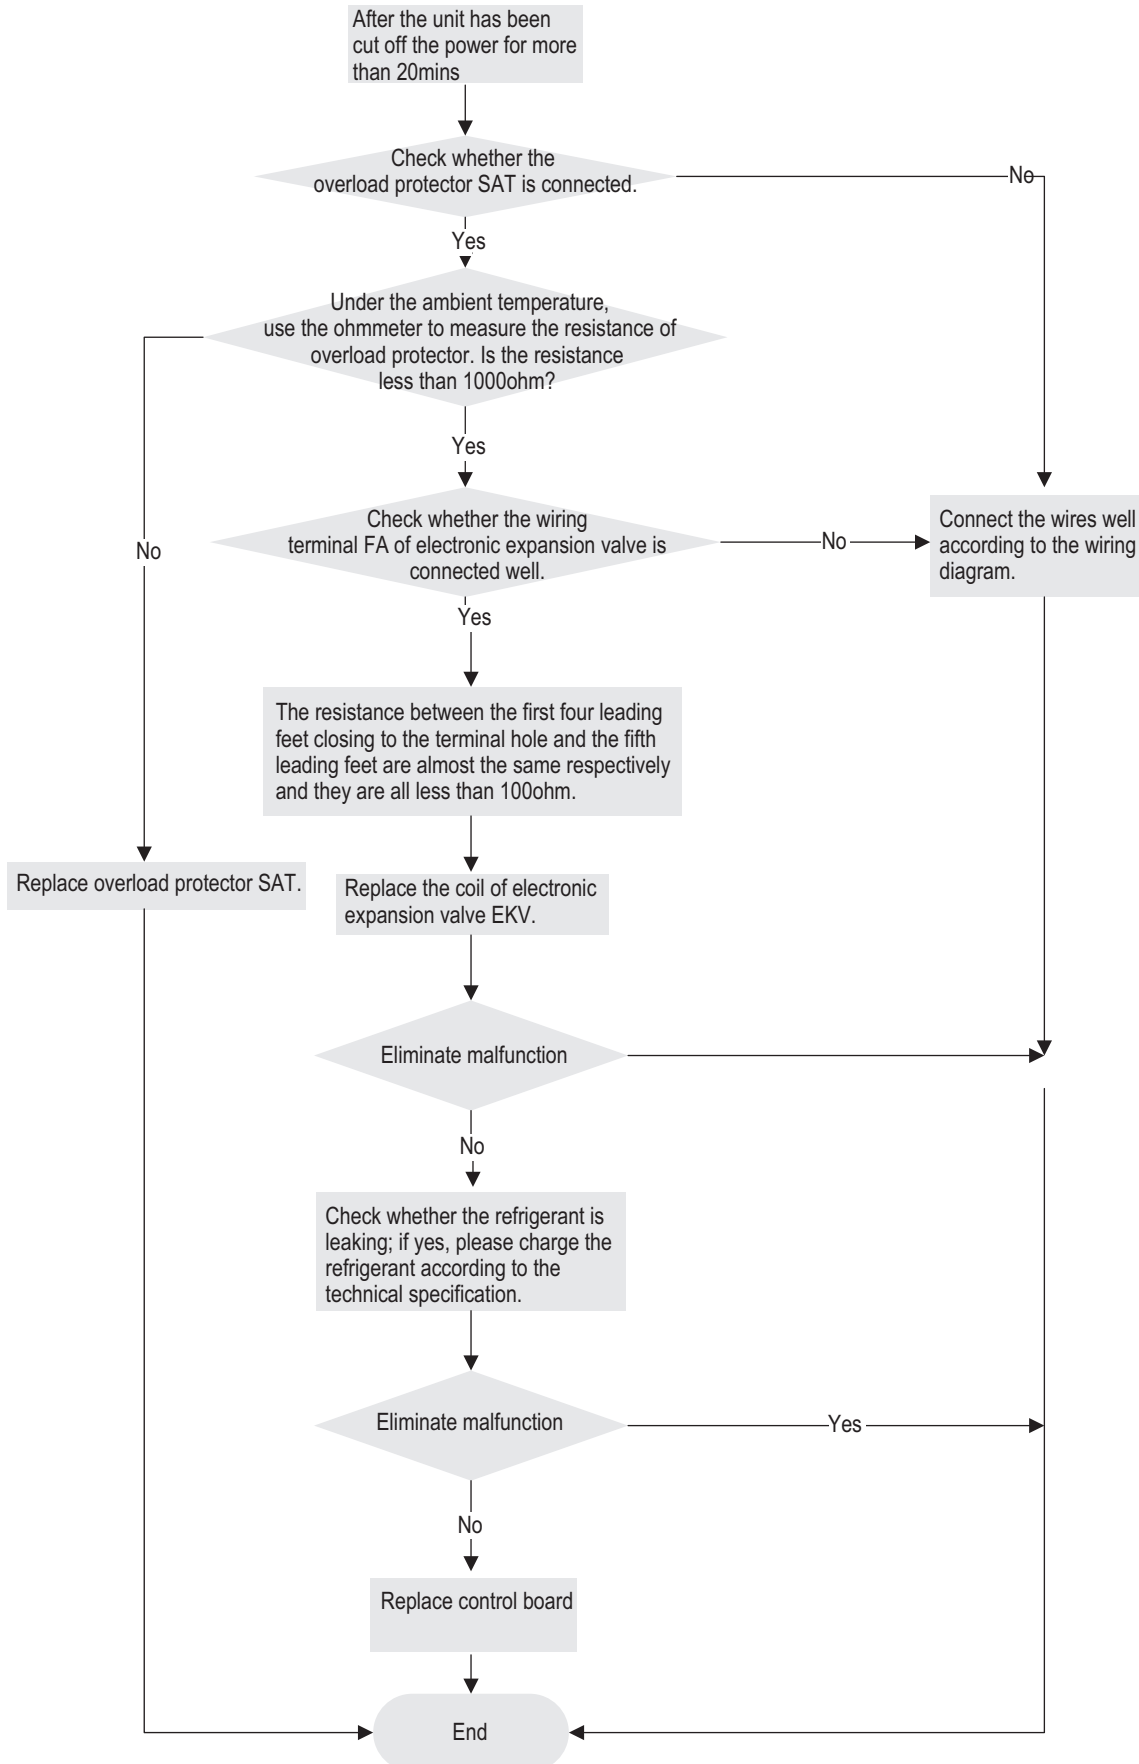 After the unit has been
cut off the power for more
than 20mins
Check whether the
overload protector SAT is connected.
No
Yes
Under the ambient temperature,
use the ohmmeter to measure the resistance of
overload protector. Is the resistance
less than 1000ohm?
Yes
No
Check whether the wiring
terminal FA of electronic expansion valve is
connected well.
No
Connect the wires well
according to the wiring
diagram.
Yes
The resistance between the first four leading
feet closing to the terminal hole and the fifth
leading feet are almost the same respectively
and they are all less than 100ohm.
Replace overload protector SAT.
Replace the coil of electronic
expansion valve EKV.
Eliminate malfunction
No
Check whether the refrigerant is
leaking; if yes, please charge the
refrigerant according to the
technical specification.
Eliminate malfunction
Yes
No
Replace control board
End